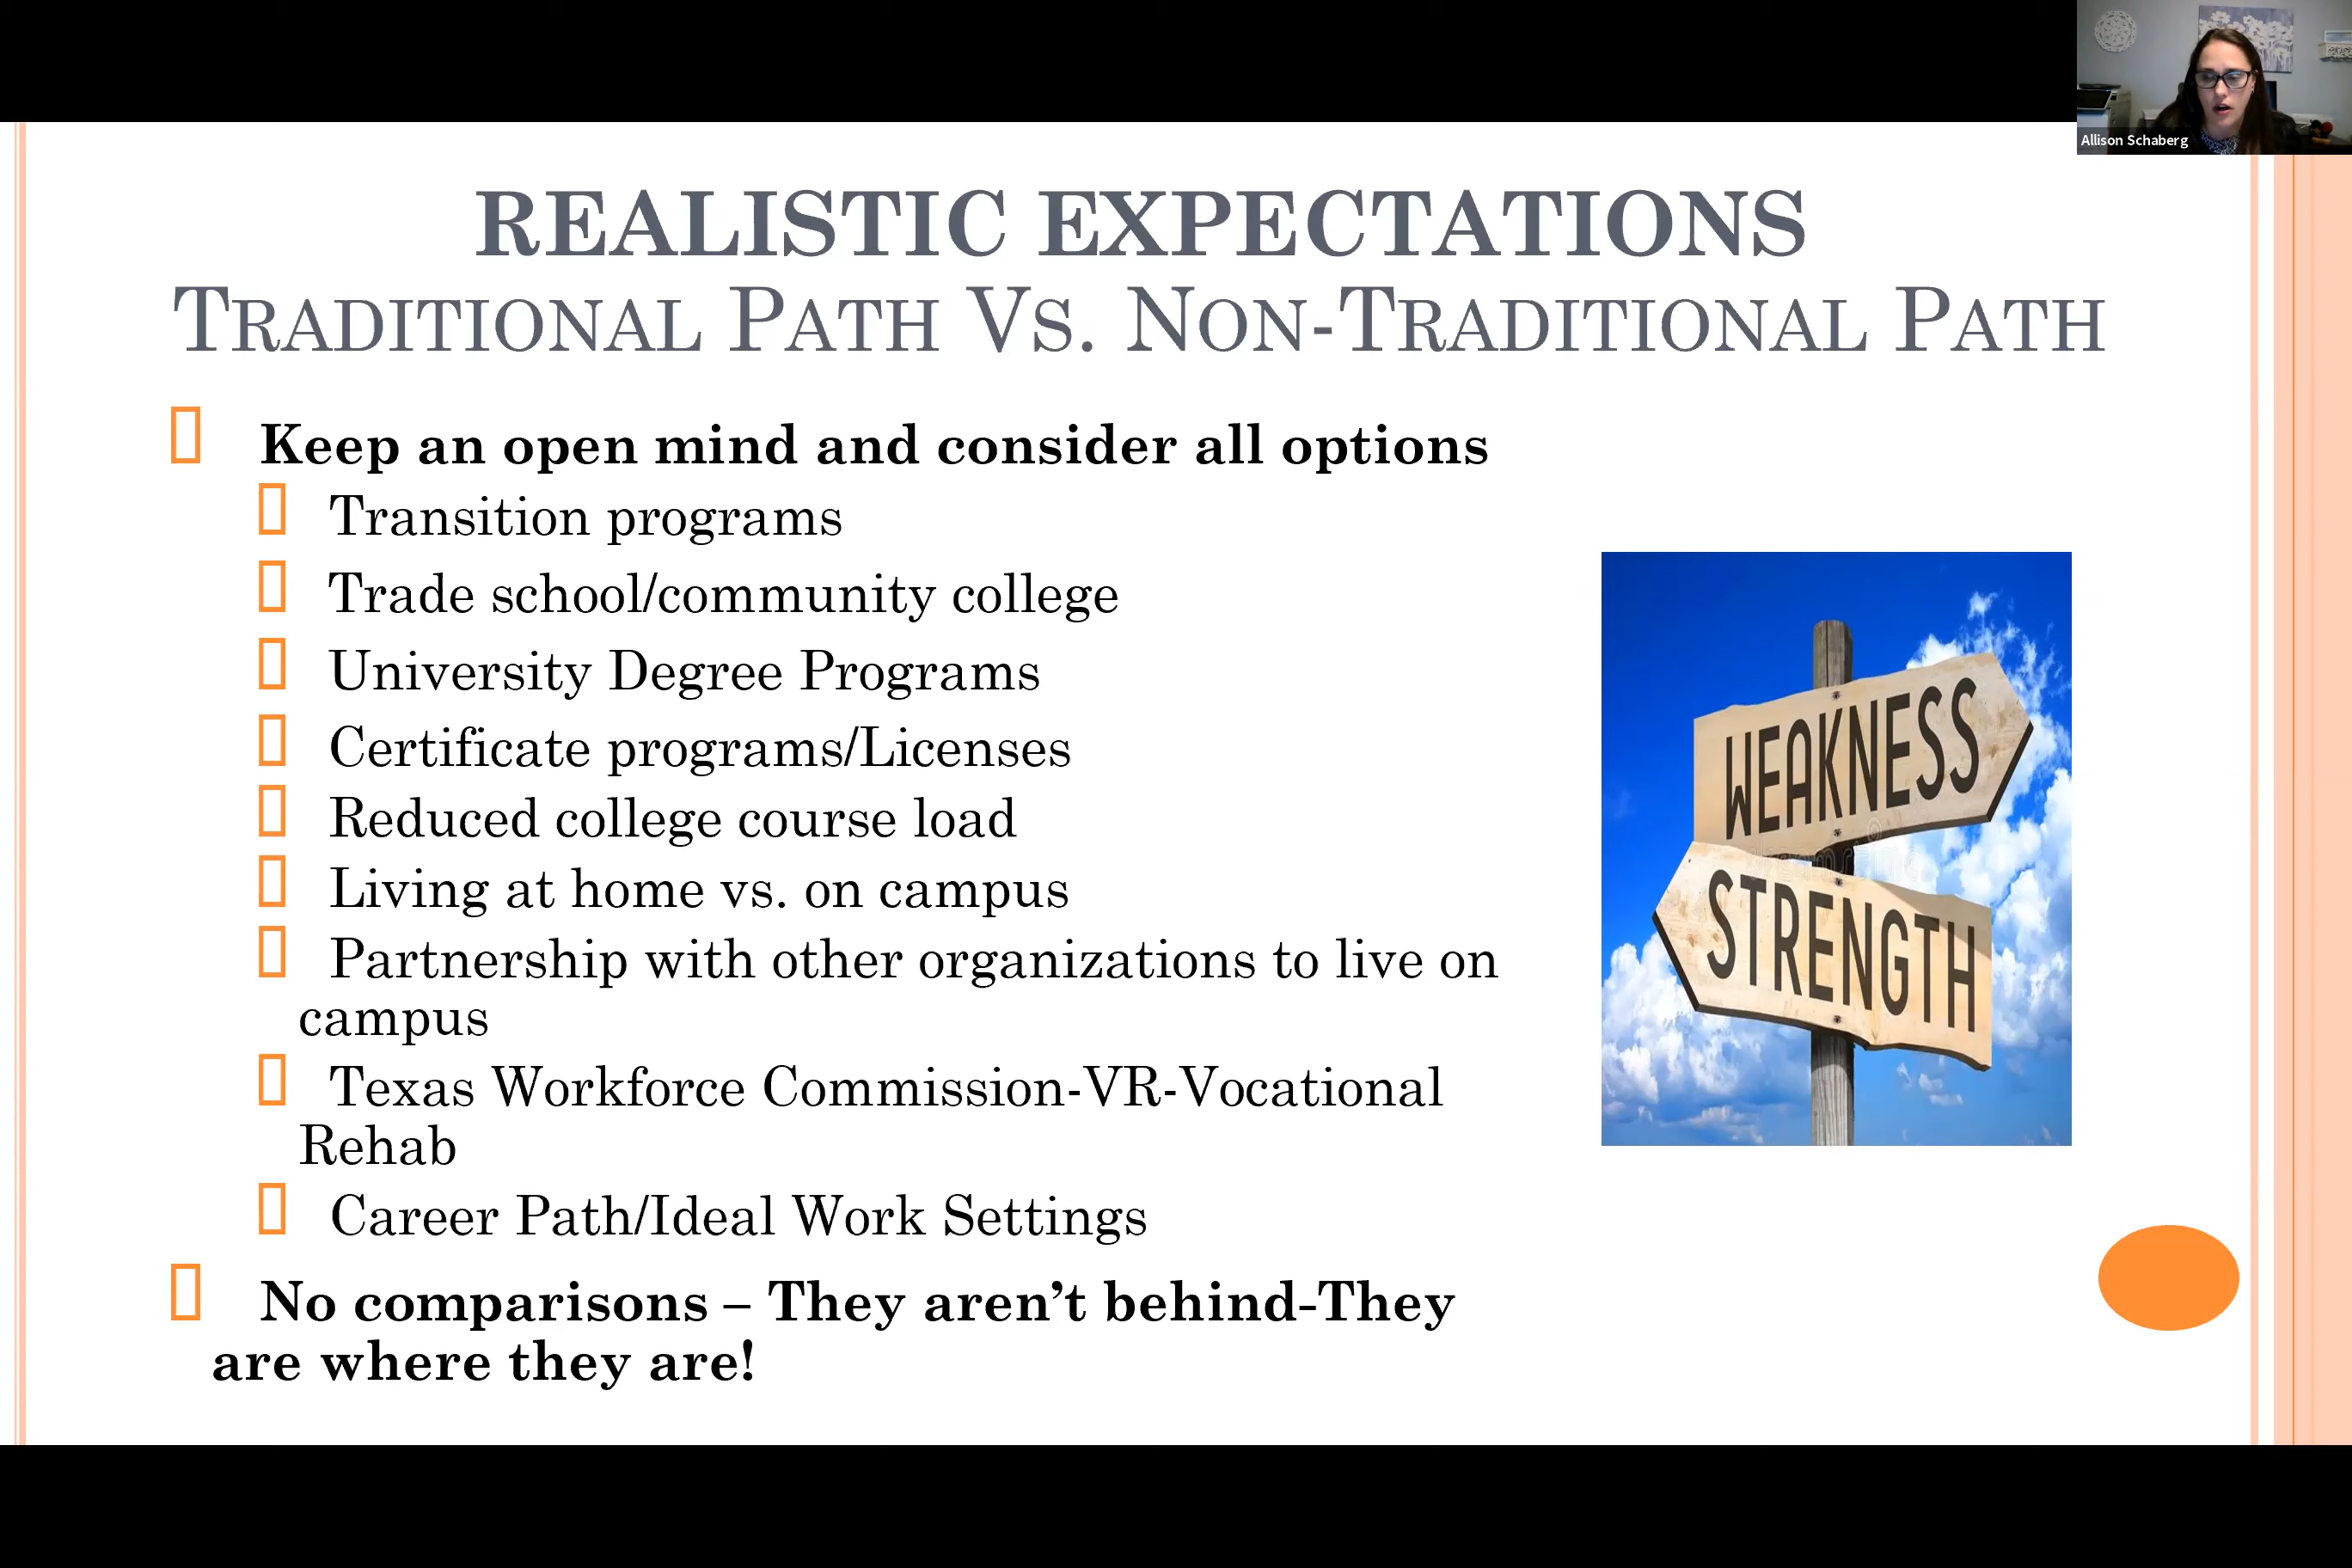 Allison Schaberg
REALISTIC EXPECTATIONS
TRADITIONAL PATH VS. NON-TRADITIONAL PATH
Keep an open mind and consider all options
Transition programs
Trade school/community college
University Degree Programs
Certificate programs/Licenses
Reduced college course load
Living at home vs. on campus
Partnership with other organizations to live on
campus
Texas Workforce Commission-VR-Vocational
Rehab
Career Path/Ideal Work Settings
No comparisons – They aren’t behind-They
are where they are!
WEAKNESS
STRENGTH